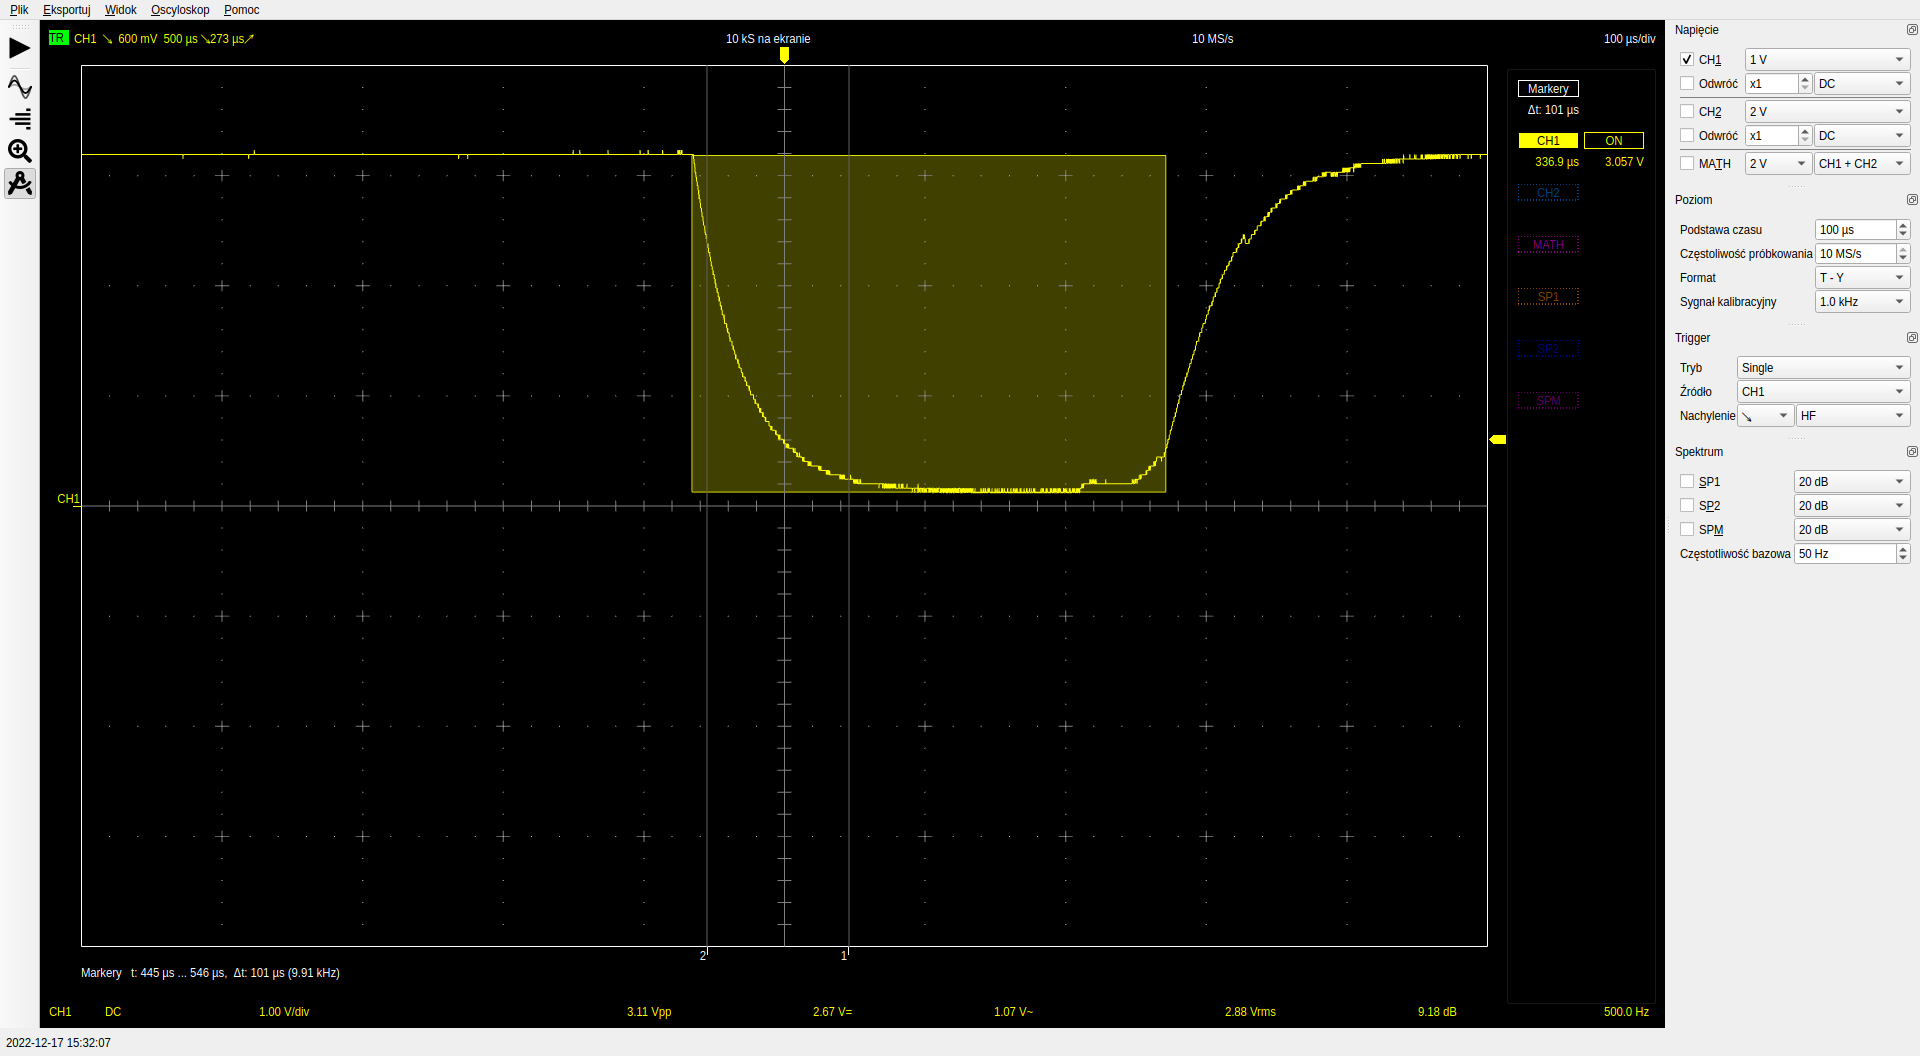 Plik Eksportuj Widok Oscyloskop Pomoc
TR CH1 ↘ 600 mV 500 µs ↘273 µs↗ 10 kS na ekranie 10 MS/s 100 µs/div
Markery
Δt: 101 µs
CH1 ON
336.9 µs 3.057 V
CH2
MATH
SP1
SP2
SPM
CH1
2 1
Markery t: 445 µs ... 546 µs, Δt: 101 µs (9.91 kHz)
CH1 DC 1.00 V/div 3.11 Vpp 2.67 V= 1.07 V~ 2.88 Vrms 9.18 dB 500.0 Hz
2022-12-17 15:32:07
Napięcie
CH1 1 V
Odwróć x1 DC
CH2 2 V
Odwróć x1 DC
MATH 2 V CH1 + CH2
Poziom
Podstawa czasu 100 µs
Częstoliwość próbkowania 10 MS/s
Format T - Y
Sygnał kalibracyjny 1.0 kHz
Trigger
Tryb Single
Źródło CH1
Nachylenie ↘ HF
Spektrum
SP1 20 dB
SP2 20 dB
SPM 20 dB
Częstotliwość bazowa 50 Hz